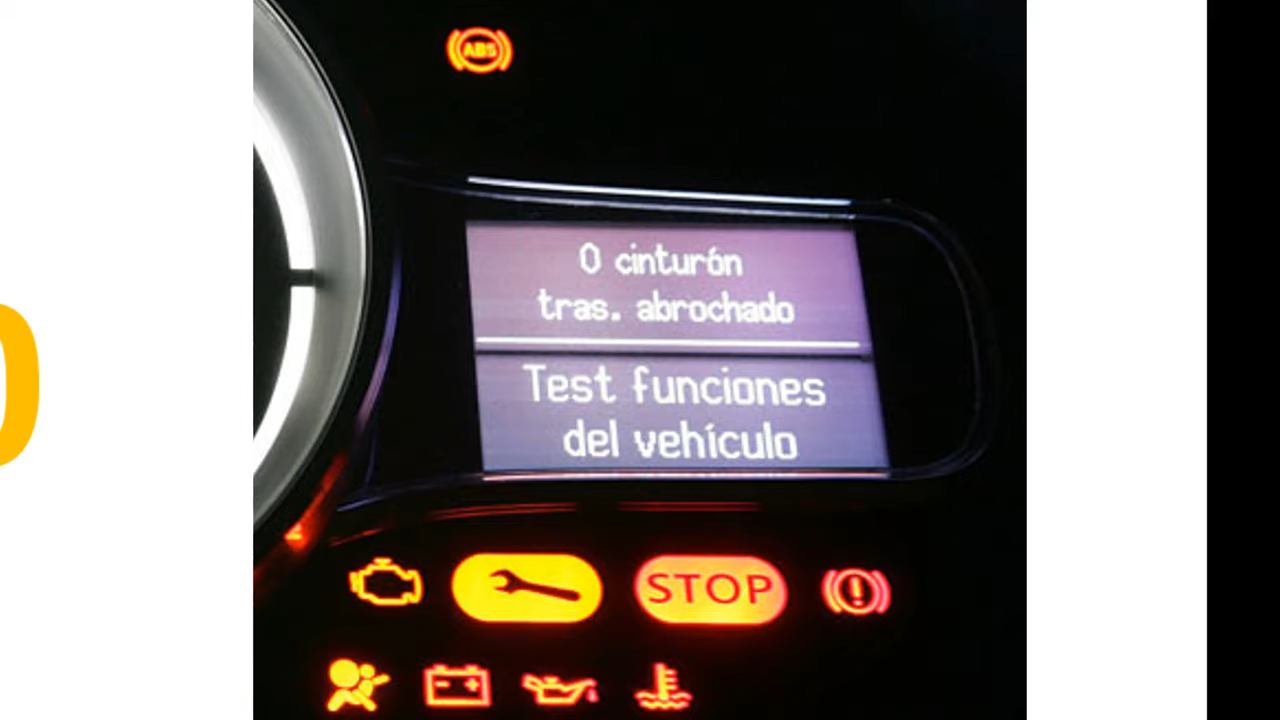 ABS
0 cinturón
tras. abrochado
Test funciones
del vehículo
STOP